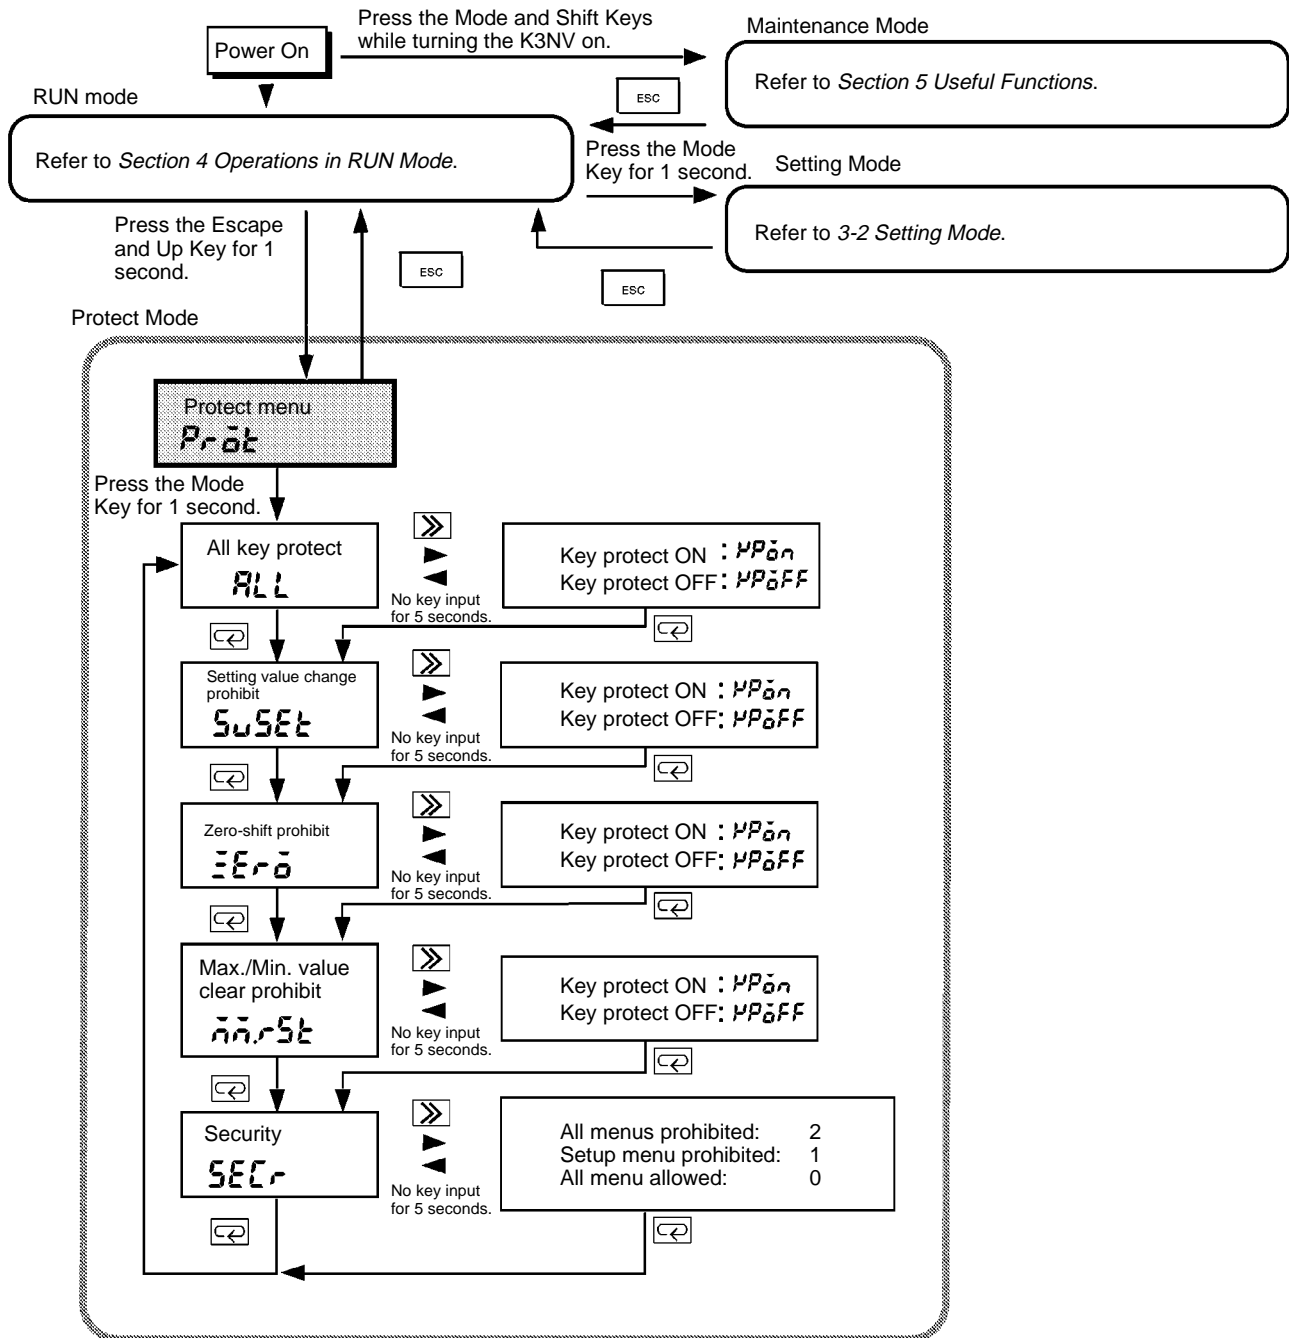 Press the Mode and Shift Keys
while turning the K3NV on.
Maintenance Mode
Power On
Refer to Section 5 Useful Functions.
RUN mode
ESC
Refer to Section 4 Operations in RUN Mode.
Press the Mode
Key for 1 second.
Setting Mode
Refer to 3-2 Setting Mode.
Press the Escape
and Up Key for 1
second.
ESC
ESC
Protect Mode
Protect menu
Prot
Press the Mode
Key for 1 second.
All key protect
ALL
No key input
for 5 seconds.
Key protect ON : KPon
Key protect OFF: KPoFF
Setting value change
prohibit
SvSEt
No key input
for 5 seconds.
Key protect ON : KPon
Key protect OFF: KPoFF
Zero-shift prohibit
ZEro
No key input
for 5 seconds.
Key protect ON : KPon
Key protect OFF: KPoFF
Max./Min. value
clear prohibit
mm.rSt
No key input
for 5 seconds.
Key protect ON : KPon
Key protect OFF: KPoFF
Security
SECr
No key input
for 5 seconds.
All menus prohibited: 2
Setup menu prohibited: 1
All menu allowed: 0